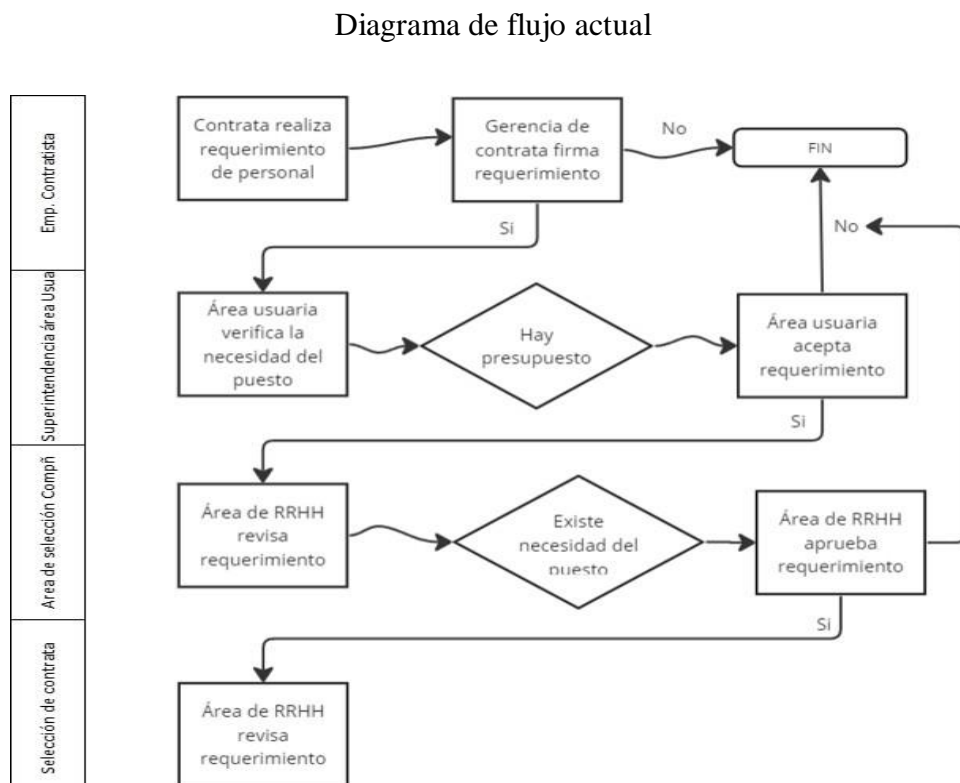 Diagrama de flujo actual
Emp. Contratista
Contrata realiza
requerimiento
de personal
Gerencia de
contrata firma
requerimiento
No
FIN
Si
No
Superintendencia área Usua
Área usuaria
verifica la
necesidad del
puesto
Hay
presupuesto
Área usuaria
acepta
requerimiento
Si
Area de selección Compñ
Área de RRHH
revisa
requerimiento
Existe
necesidad del
puesto
Área de RRHH
aprueba
requerimiento
Si
Selección de contrata
Área de RRHH
revisa
requerimiento